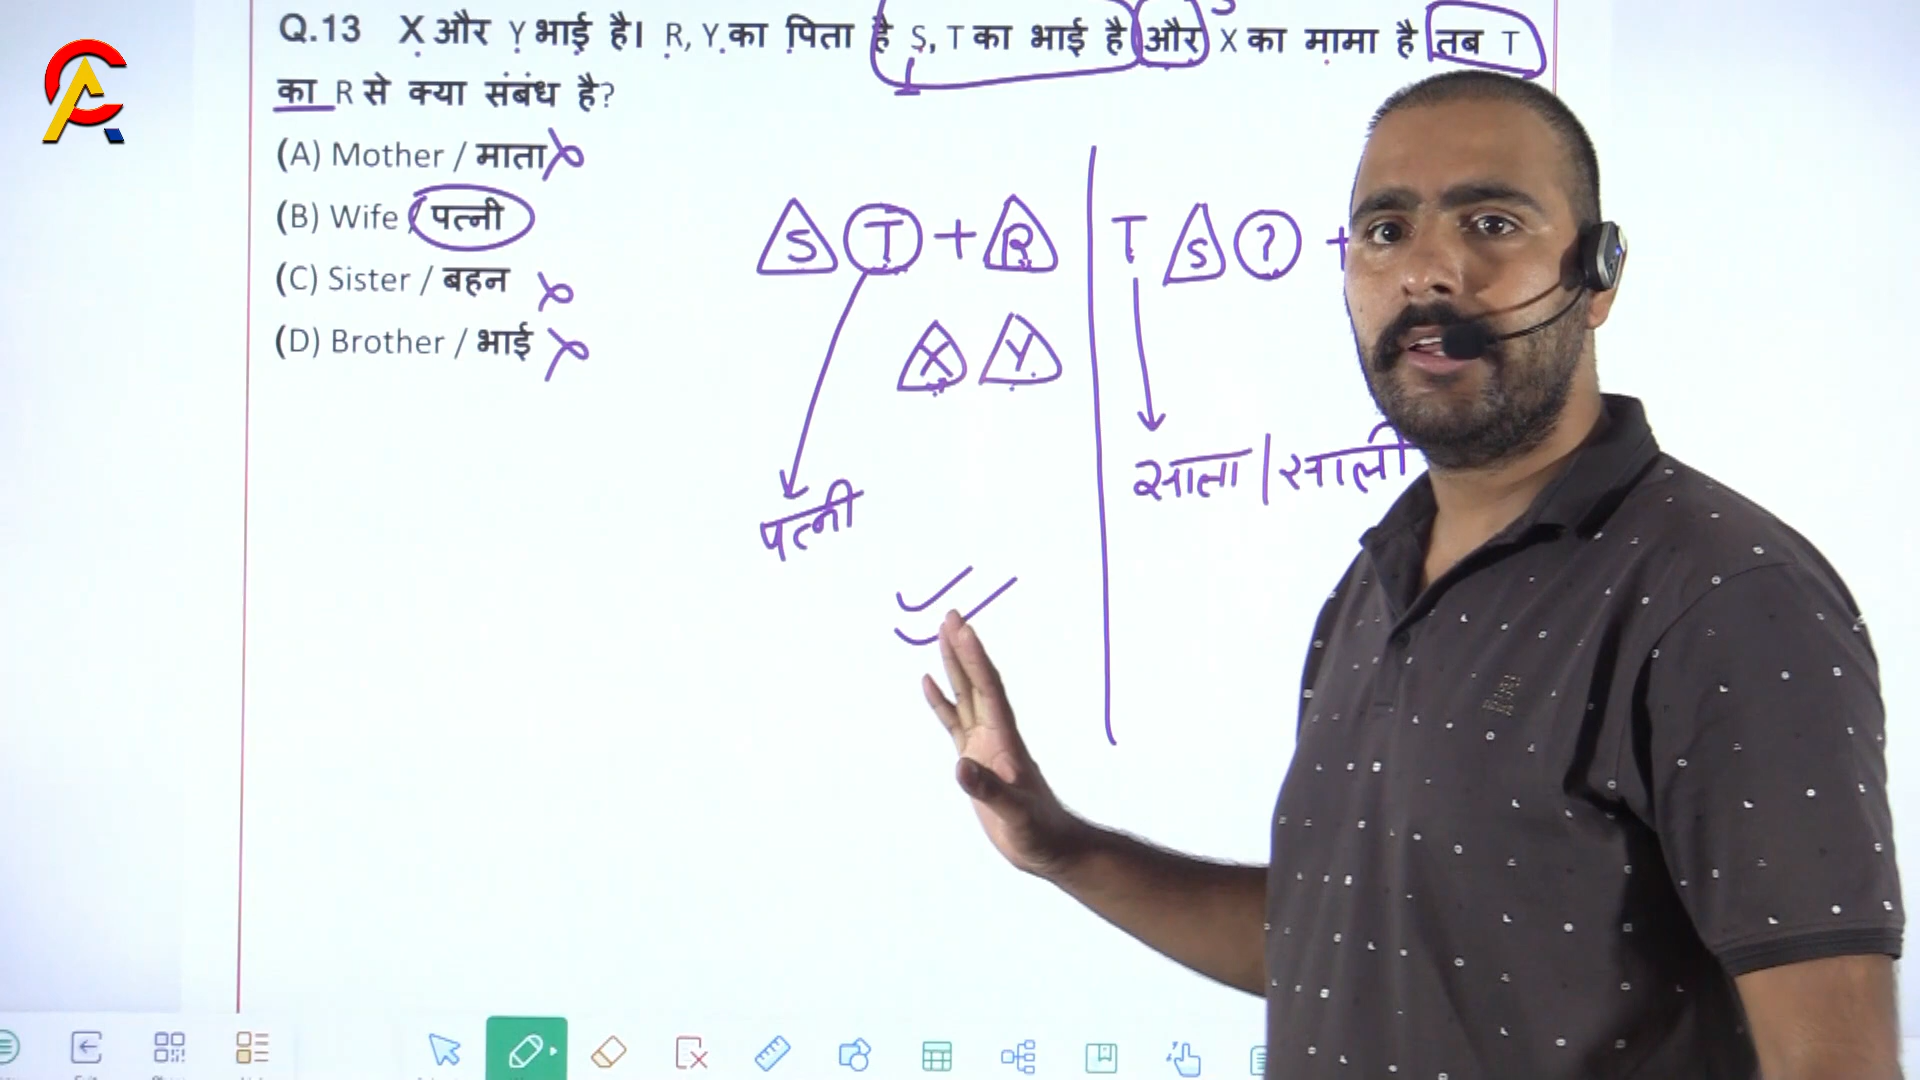 Q.13 X और Y भाई है। R, Y का पिता है S, T का भाई है और X का मामा है तब T
का R से क्या संबंध है?
(A) Mother / माता
(B) Wife / पत्नी
(C) Sister / बहन
(D) Brother / भाई
S T + R
X Y
पत्नी
T S ? +
साला / साली